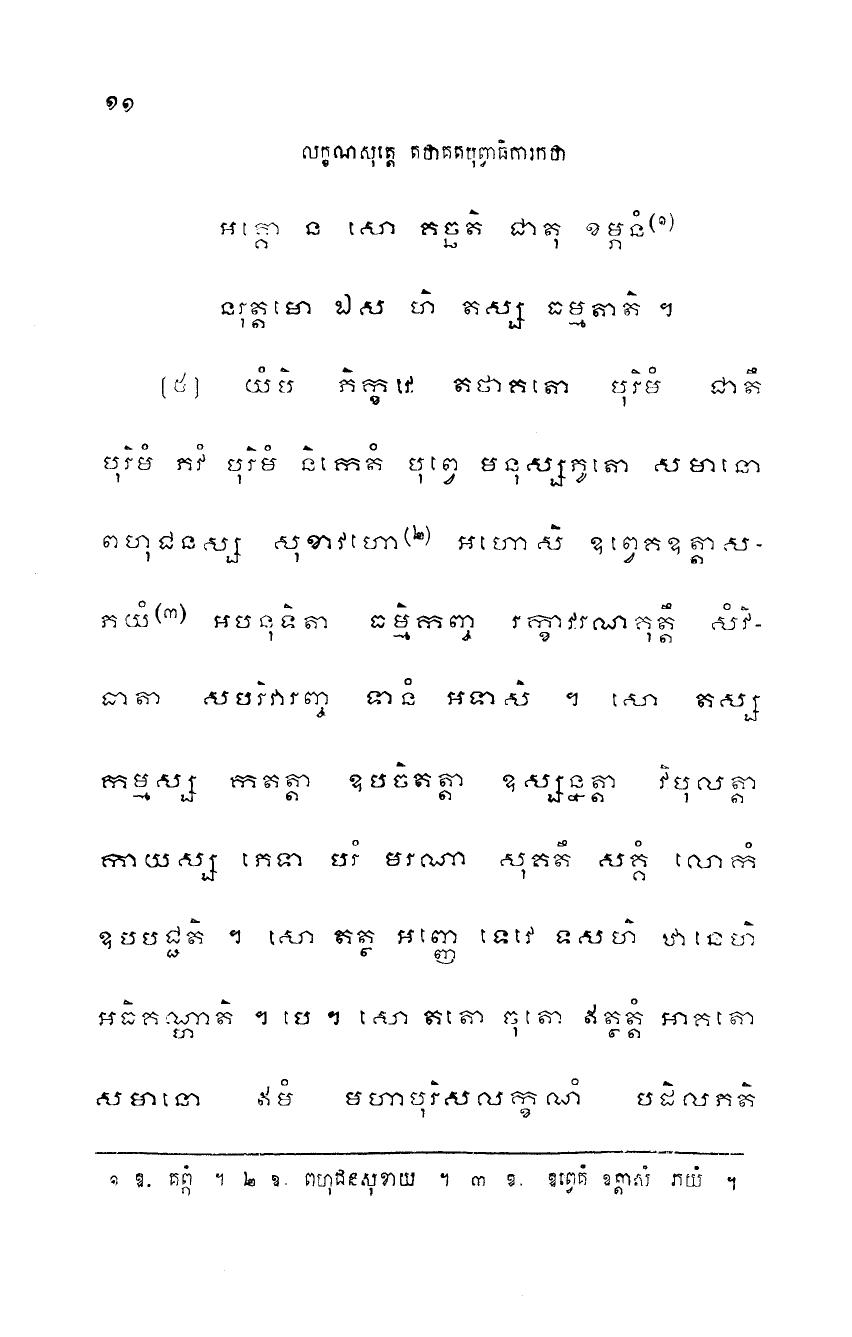 ១១
លក្ខណសុត្តេ តថាគតបុព្វាធិការកថា
អគ្គោ ន សោ គច្ឆតិ ជាតុ ខម្ភនំ(១)
នរុត្តមោ ឯស ហិ តស្ស ធម្មតាតិ ។
[៥] យំបិ ភិក្ខវេ តថាគតោ បុរិមំ ជាតឹ
បុរិមំ ភវំ បុរិមំ និកេតំ បុព្វេ មនុស្សភូតោ សមានោ
ពហុជនស្ស សុខាវហោ(២) អហោសិ ឧព្វេគឧត្តាស-
ភយំ(៣) អបនុទិតា ធម្មិកញ្ច រក្ខាវរណគុត្តឹ សំវិ-
ធាតា សបរិវារញ្ច ទានំ អទាសិ ។ សោ តស្ស
កម្មស្ស កតត្តា ឧបចិតត្តា ឧស្សន្នត្តា វិបុលត្តា
កាយស្ស ភេទា បរំ មរណា សុគតឹ សគ្គំ លោកំ
ឧបបជ្ជតិ ។ សោ តត្ថ អញ្ញេ ទេវេ ទសហិ ឋានេហិ
អធិគណ្ហាតិ ។ បេ ។ សោ តតោ ចុតោ ឥត្ថត្តំ អាគតោ
សមានោ ឥមំ មហាបុរិសលក្ខណំ បដិលភតិ
១ ឱ. គព្ភំ ។ ២ ឱ. ពហុជនសុខាយ ។ ៣ ឱ. ឧព្វេគំ ឧត្តាសំ ភយំ ។